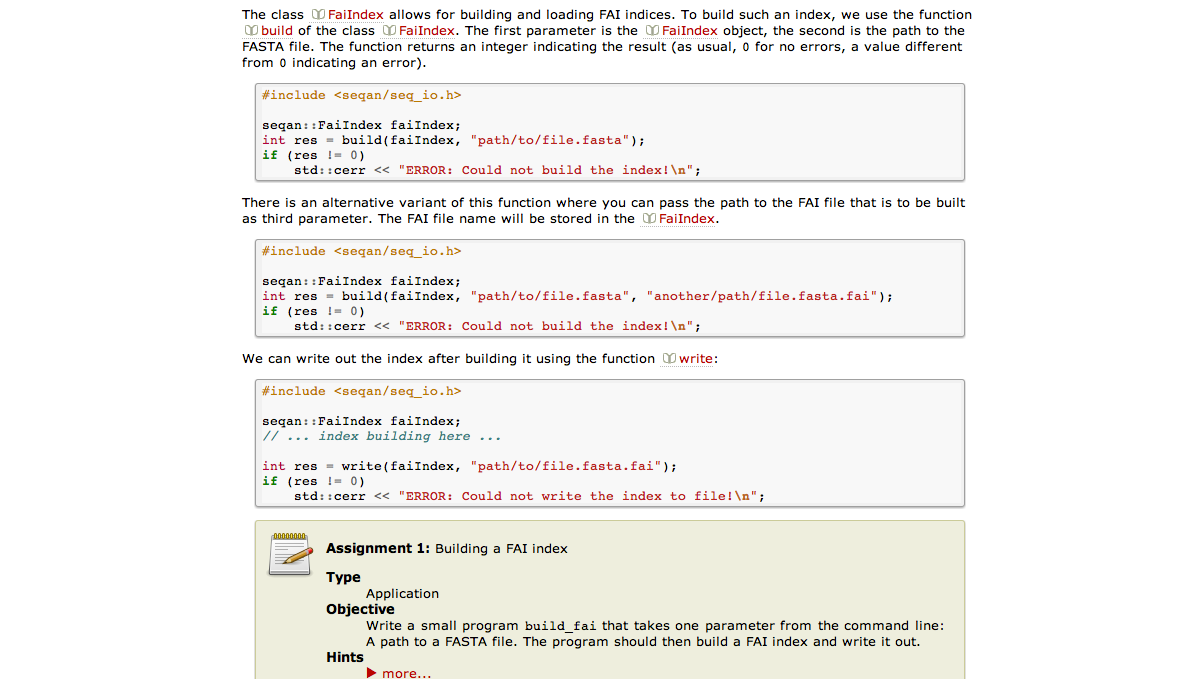 The class FaiIndex allows for building and loading FAI indices. To build such an index, we use the function
build of the class FaiIndex. The first parameter is the FaiIndex object, the second is the path to the
FASTA file. The function returns an integer indicating the result (as usual, 0 for no errors, a value different
from 0 indicating an error).
#include <seqan/seq_io.h>
seqan::FaiIndex faiIndex;
int res = build(faiIndex, "path/to/file.fasta");
if (res != 0)
    std::cerr << "ERROR: Could not build the index!\n";
There is an alternative variant of this function where you can pass the path to the FAI file that is to be built
as third parameter. The FAI file name will be stored in the FaiIndex.
#include <seqan/seq_io.h>
seqan::FaiIndex faiIndex;
int res = build(faiIndex, "path/to/file.fasta", "another/path/file.fasta.fai");
if (res != 0)
    std::cerr << "ERROR: Could not build the index!\n";
We can write out the index after building it using the function write:
#include <seqan/seq_io.h>
seqan::FaiIndex faiIndex;
// ... index building here ...
int res = write(faiIndex, "path/to/file.fasta.fai");
if (res != 0)
    std::cerr << "ERROR: Could not write the index to file!\n";
Assignment 1: Building a FAI index
Type
Application
Objective
Write a small program build_fai that takes one parameter from the command line:
A path to a FASTA file. The program should then build a FAI index and write it out.
Hints
more...